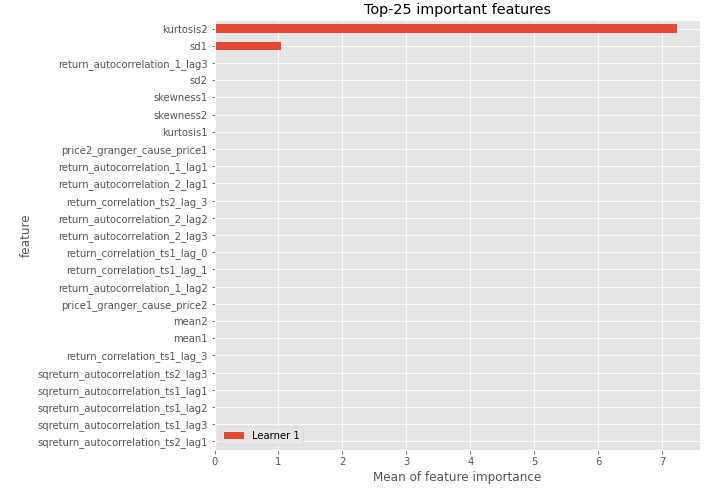 Top-25 important features
kurtosis2
sd1
return_autocorrelation_1_lag3
sd2
skewness1
skewness2
kurtosis1
price2_granger_cause_price1
return_autocorrelation_1_lag1
return_autocorrelation_2_lag1
return_correlation_ts2_lag_3
return_autocorrelation_2_lag2
return_autocorrelation_2_lag3
return_correlation_ts1_lag_0
return_correlation_ts1_lag_1
return_autocorrelation_1_lag2
price1_granger_cause_price2
mean2
mean1
return_correlation_ts1_lag_3
sqreturn_autocorrelation_ts2_lag3
sqreturn_autocorrelation_ts1_lag1
sqreturn_autocorrelation_ts1_lag2
sqreturn_autocorrelation_ts1_lag3
sqreturn_autocorrelation_ts2_lag1
feature
Learner 1
0 1 2 3 4 5 6 7
Mean of feature importance